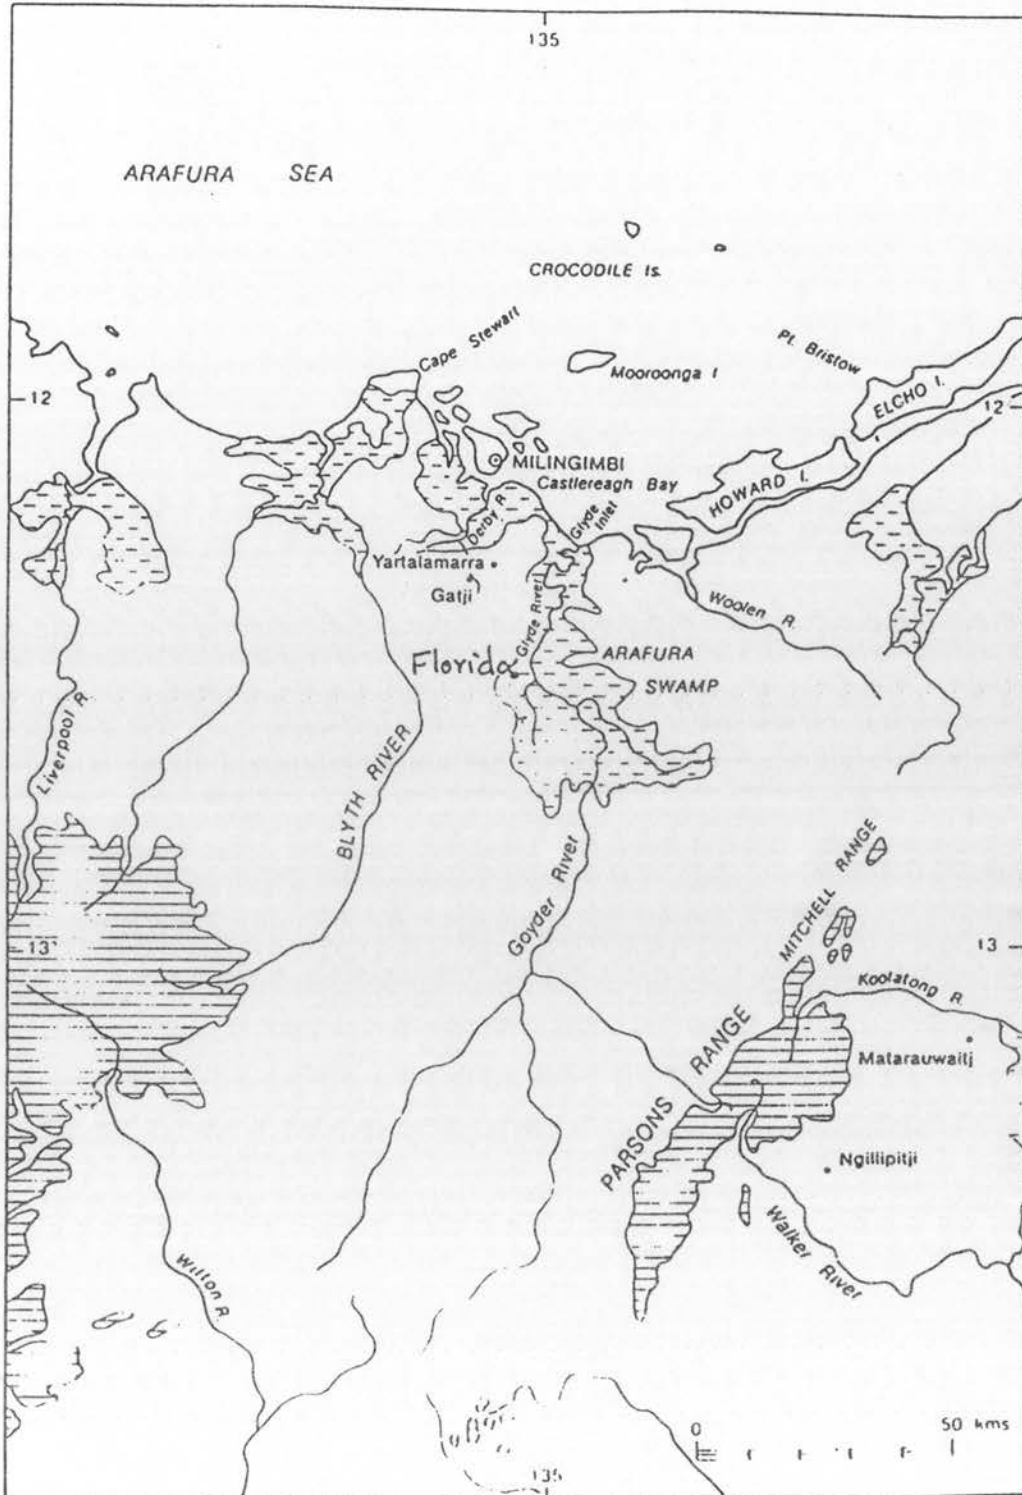 135
ARAFURA SEA
CROCODILE Is.
Cape Stewart
Pt. Bristow
Mooroonga I
ELCHO I.
12
12
MILINGIMBI
Castlereagh Bay
HOWARD I.
Derby R.
Glyde Inlet
Yartalamarra
Gatji
Glyde River
Woolen R.
ARAFURA
SWAMP
Florida
Liverpool R.
BLYTH RIVER
Goyder River
MITCHELL RANGE
13
13
Koolatong R.
Matarauwaitj
PARSONS RANGE
Ngillipitji
Walker River
Wilton R.
0
50 kms
135